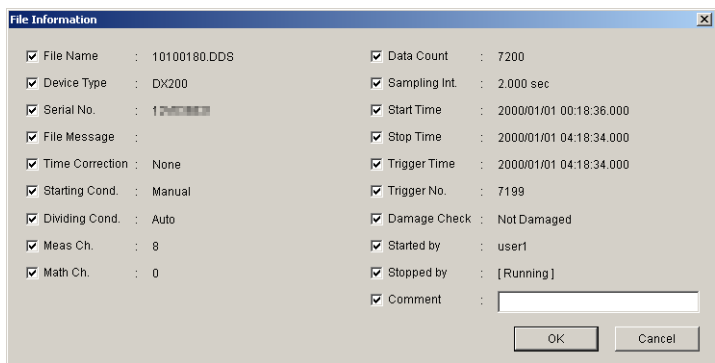 File Information
File Name : 10100180.DDS
Device Type : DX200
Serial No. :
File Message :
Time Correction : None
Starting Cond. : Manual
Dividing Cond. : Auto
Meas Ch. : 8
Math Ch. : 0
Data Count : 7200
Sampling Int. : 2.000 sec
Start Time : 2000/01/01 00:18:36.000
Stop Time : 2000/01/01 04:18:34.000
Trigger Time : 2000/01/01 04:18:34.000
Trigger No. : 7199
Damage Check : Not Damaged
Started by : user1
Stopped by : [ Running ]
Comment :
OK Cancel